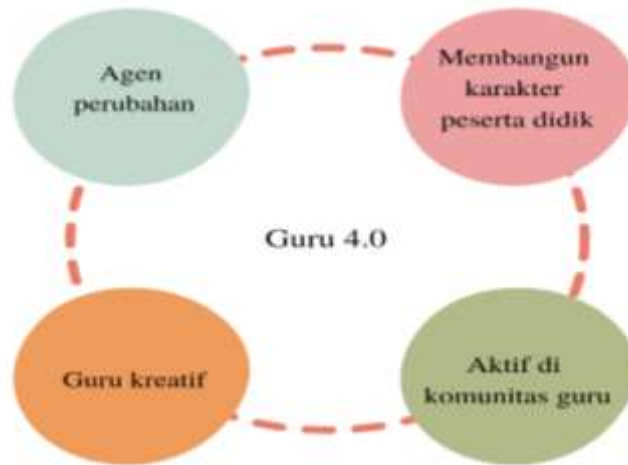 Agen
perubahan
Membangun
karakter
peserta didik
Guru 4.0
Guru kreatif
Aktif di
komunitas guru